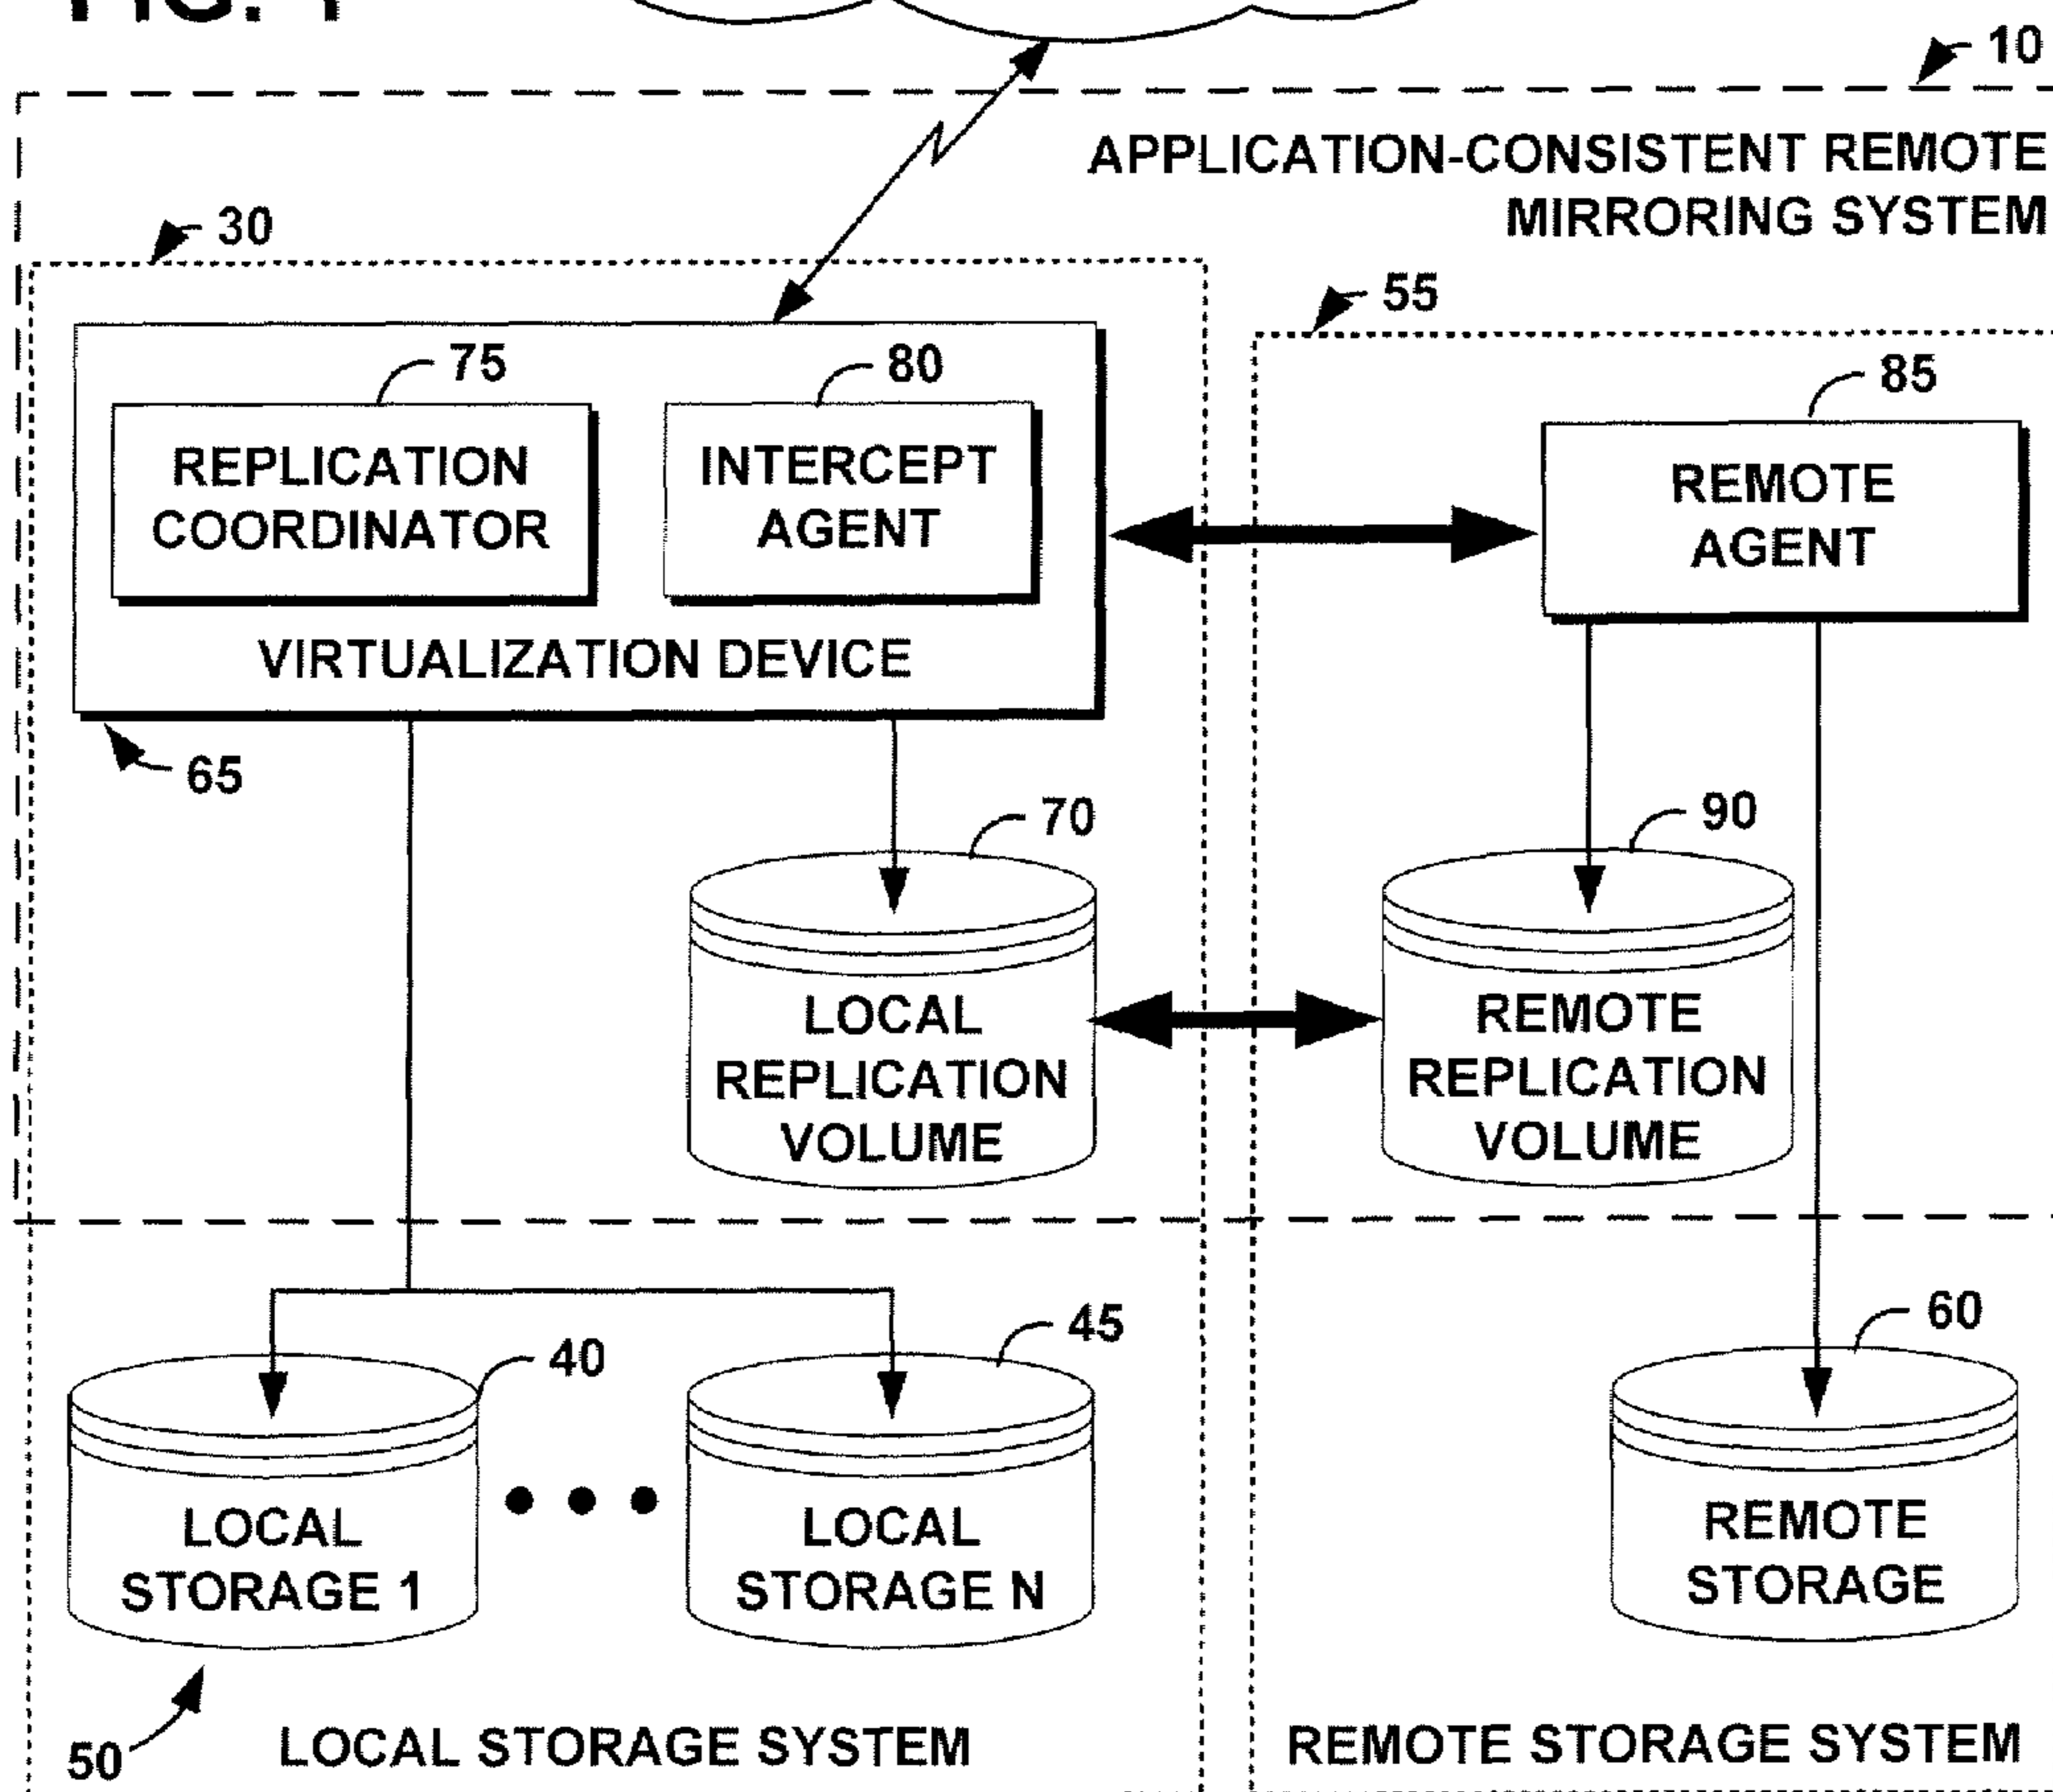 FIG. 1
10
APPLICATION-CONSISTENT REMOTE
MIRRORING SYSTEM
30
55
75
80
85
REPLICATION
COORDINATOR
INTERCEPT
AGENT
REMOTE
AGENT
VIRTUALIZATION DEVICE
65
70
90
LOCAL
REPLICATION
VOLUME
REMOTE
REPLICATION
VOLUME
40
45
60
LOCAL
STORAGE 1
LOCAL
STORAGE N
REMOTE
STORAGE
50
LOCAL STORAGE SYSTEM
REMOTE STORAGE SYSTEM